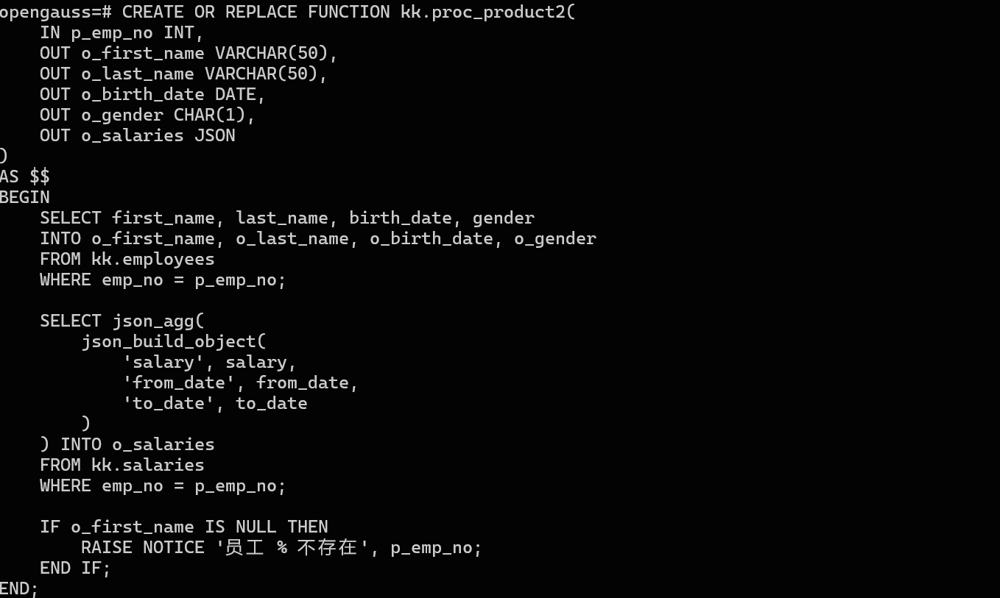 opengauss=# CREATE OR REPLACE FUNCTION kk.proc_product2(
    IN p_emp_no INT,
    OUT o_first_name VARCHAR(50),
    OUT o_last_name VARCHAR(50),
    OUT o_birth_date DATE,
    OUT o_gender CHAR(1),
    OUT o_salaries JSON
)
AS $$
BEGIN
    SELECT first_name, last_name, birth_date, gender
    INTO o_first_name, o_last_name, o_birth_date, o_gender
    FROM kk.employees
    WHERE emp_no = p_emp_no;

    SELECT json_agg(
        json_build_object(
            'salary', salary,
            'from_date', from_date,
            'to_date', to_date
        )
    ) INTO o_salaries
    FROM kk.salaries
    WHERE emp_no = p_emp_no;

    IF o_first_name IS NULL THEN
        RAISE NOTICE '员工 % 不存在', p_emp_no;
    END IF;
END;